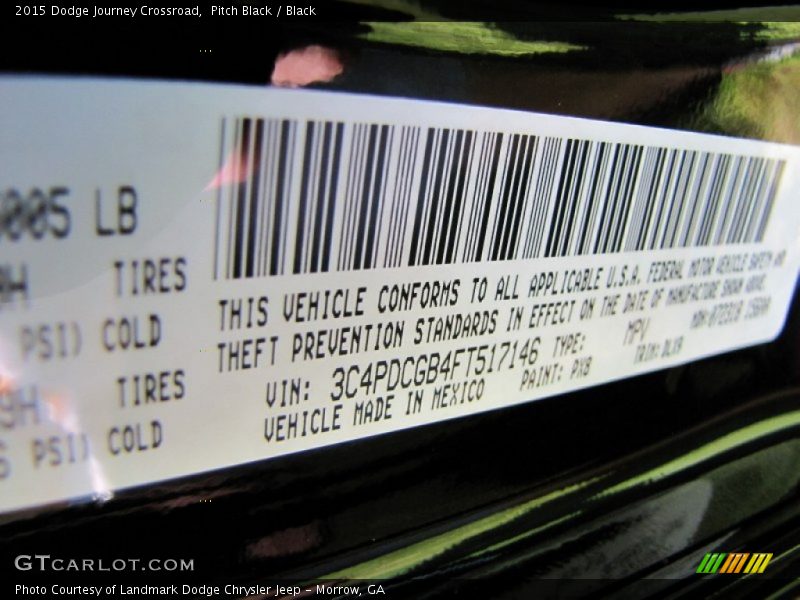 2015 Dodge Journey Crossroad, Pitch Black / Black
005 LB
TIRES
PSI) COLD
TIRES
PSI) COLD
THIS VEHICLE CONFORMS TO ALL APPLICABLE U.S.A. FEDERAL MOTOR VEHICLE SAFETY AND
THEFT PREVENTION STANDARDS IN EFFECT ON THE DATE OF MANUFACTURE SHOWN ABOVE.
VIN: 3C4PDCGB4FT517146 TYPE: MPV
VEHICLE MADE IN MEXICO PAINT: PX8 TRIM: DLX9
GTCARLOT.COM
Photo Courtesy of Landmark Dodge Chrysler Jeep - Morrow, GA